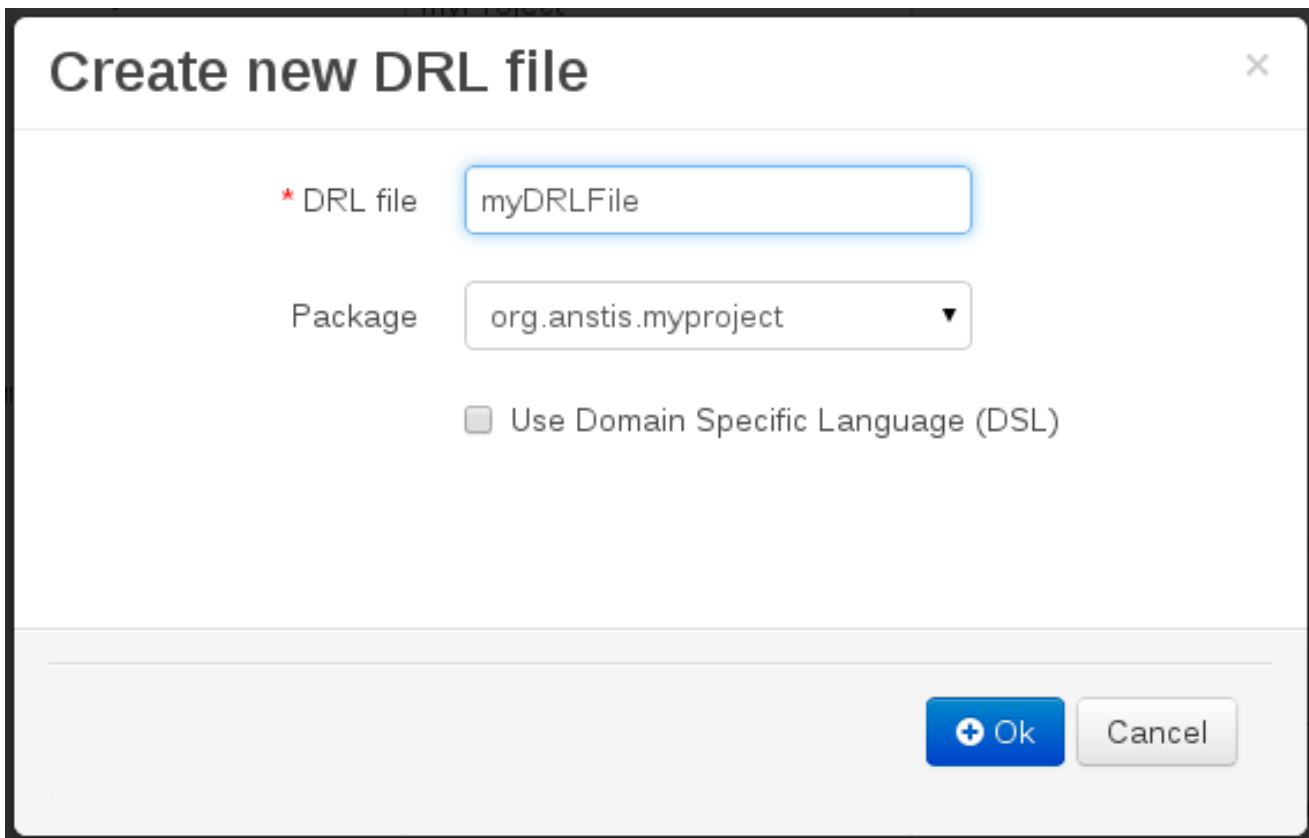 Create new DRL file ×
* DRL file myDRLFile
Package org.anstis.myproject
Use Domain Specific Language (DSL)
Ok Cancel